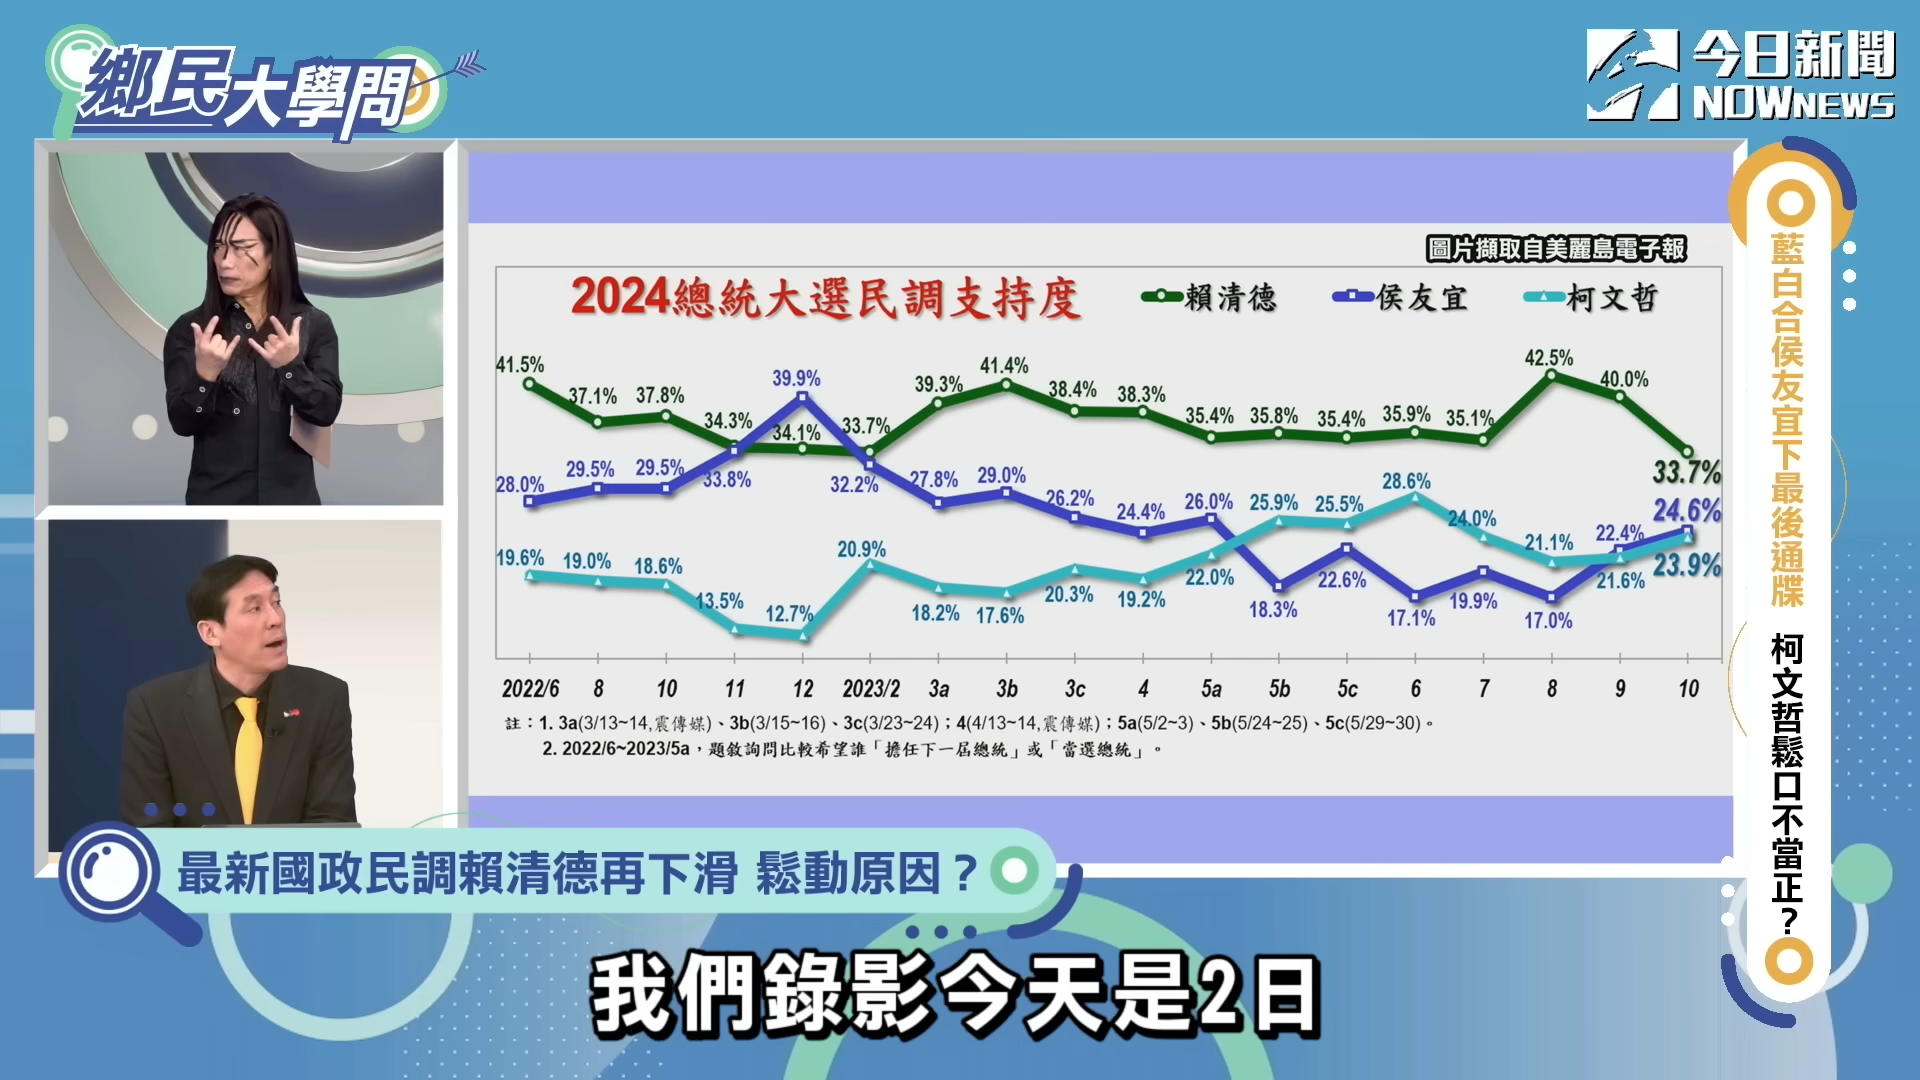 鄉民大學問
今日新聞
NOWNEWS
圖片擷取自美麗島電子報
2024總統大選民調支持度
賴清德 侯友宜 柯文哲
41.5% 37.1% 37.8% 34.3% 34.1% 33.7% 39.3% 41.4% 38.4% 38.3% 35.4% 35.8% 35.4% 35.9% 35.1% 42.5% 40.0% 33.7%
28.0% 29.5% 29.5% 33.8% 39.9% 32.2% 27.8% 29.0% 26.2% 24.4% 26.0% 18.3% 22.6% 17.1% 19.9% 17.0% 22.4% 24.6%
19.6% 19.0% 18.6% 13.5% 12.7% 20.9% 18.2% 17.6% 20.3% 19.2% 22.0% 25.9% 25.5% 28.6% 24.0% 21.1% 21.6% 23.9%
2022/6 8 10 11 12 2023/2 3a 3b 3c 4 5a 5b 5c 6 7 8 9 10
註：1. 3a(3/13~14,震傳媒)、3b(3/15~16)、3c(3/23~24)；4(4/13~14,震傳媒)；5a(5/2~3)、5b(5/24~25)、5c(5/29~30)。
2. 2022/6~2023/5a，題敘詢問比較希望誰「擔任下一屆總統」或「當選總統」。
藍白合侯友宜下最後通牒 柯文哲鬆口不當正？
最新國政民調賴清德再下滑 鬆動原因？
我們錄影今天是2日